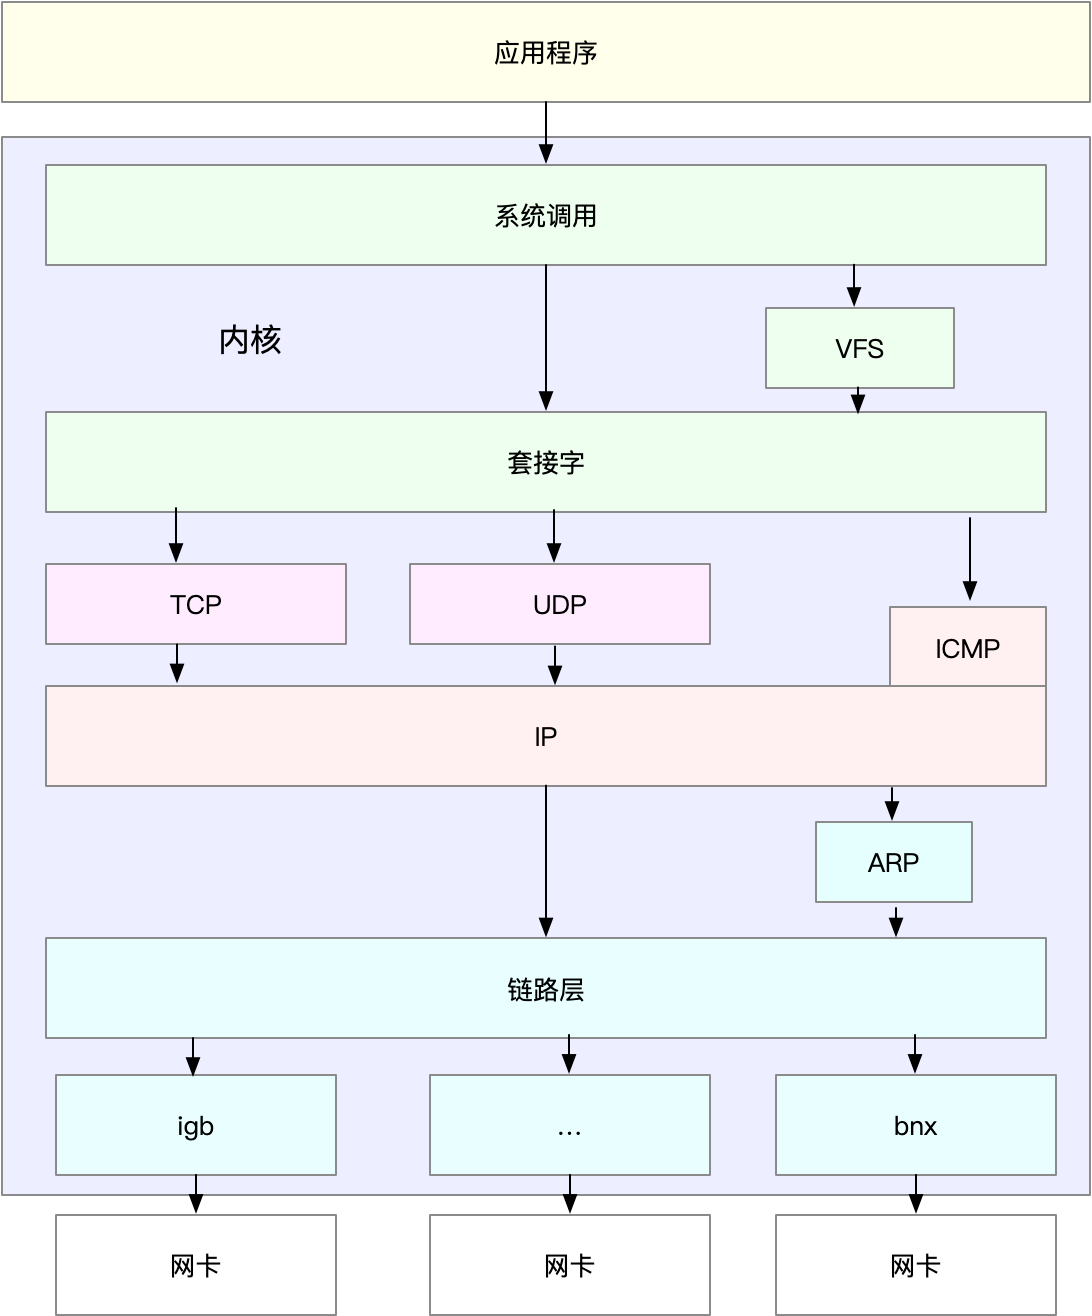 应用程序
系统调用
内核
VFS
套接字
TCP
UDP
ICMP
IP
ARP
链路层
igb
...
bnx
网卡
网卡
网卡